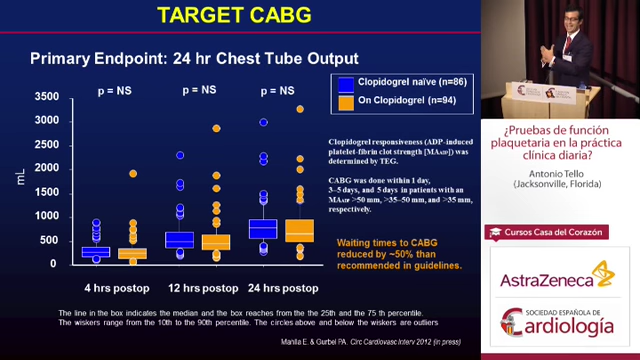 TARGET CABG
Primary Endpoint: 24 hr Chest Tube Output
p = NS
p = NS
p = NS
Clopidogrel naïve (n=86)
On Clopidogrel (n=94)
3500
3000
2500
2000
1500
1000
500
0
mL
4 hrs postop
12 hrs postop
24 hrs postop
Clopidogrel responsiveness (ADP-induced
platelet-fibrin clot strength [MAADP]) was
determined by TEG.
CABG was done within 1 day,
3–5 days, and 5 days in patients with an
MAADP >50 mm, >35–50 mm, and >35 mm,
respectively.
Waiting times to CABG
reduced by ~50% than
recommended in guidelines.
The line in the box indicates the median and the box reaches from the the 25th and the 75 th percentile.
The wiskers range from the 10th to the 90th percentile. The circles above and below the wiskers are outliers
Mahla E. & Gurbel PA. Circ Cardiovasc Interv 2012 (in press)
¿Pruebas de función
plaquetaria en la práctica
clínica diaria?
Antonio Tello
(Jacksonville, Florida)
Cursos Casa del Corazón
AstraZeneca
SOCIEDAD ESPAÑOLA DE
Cardiología